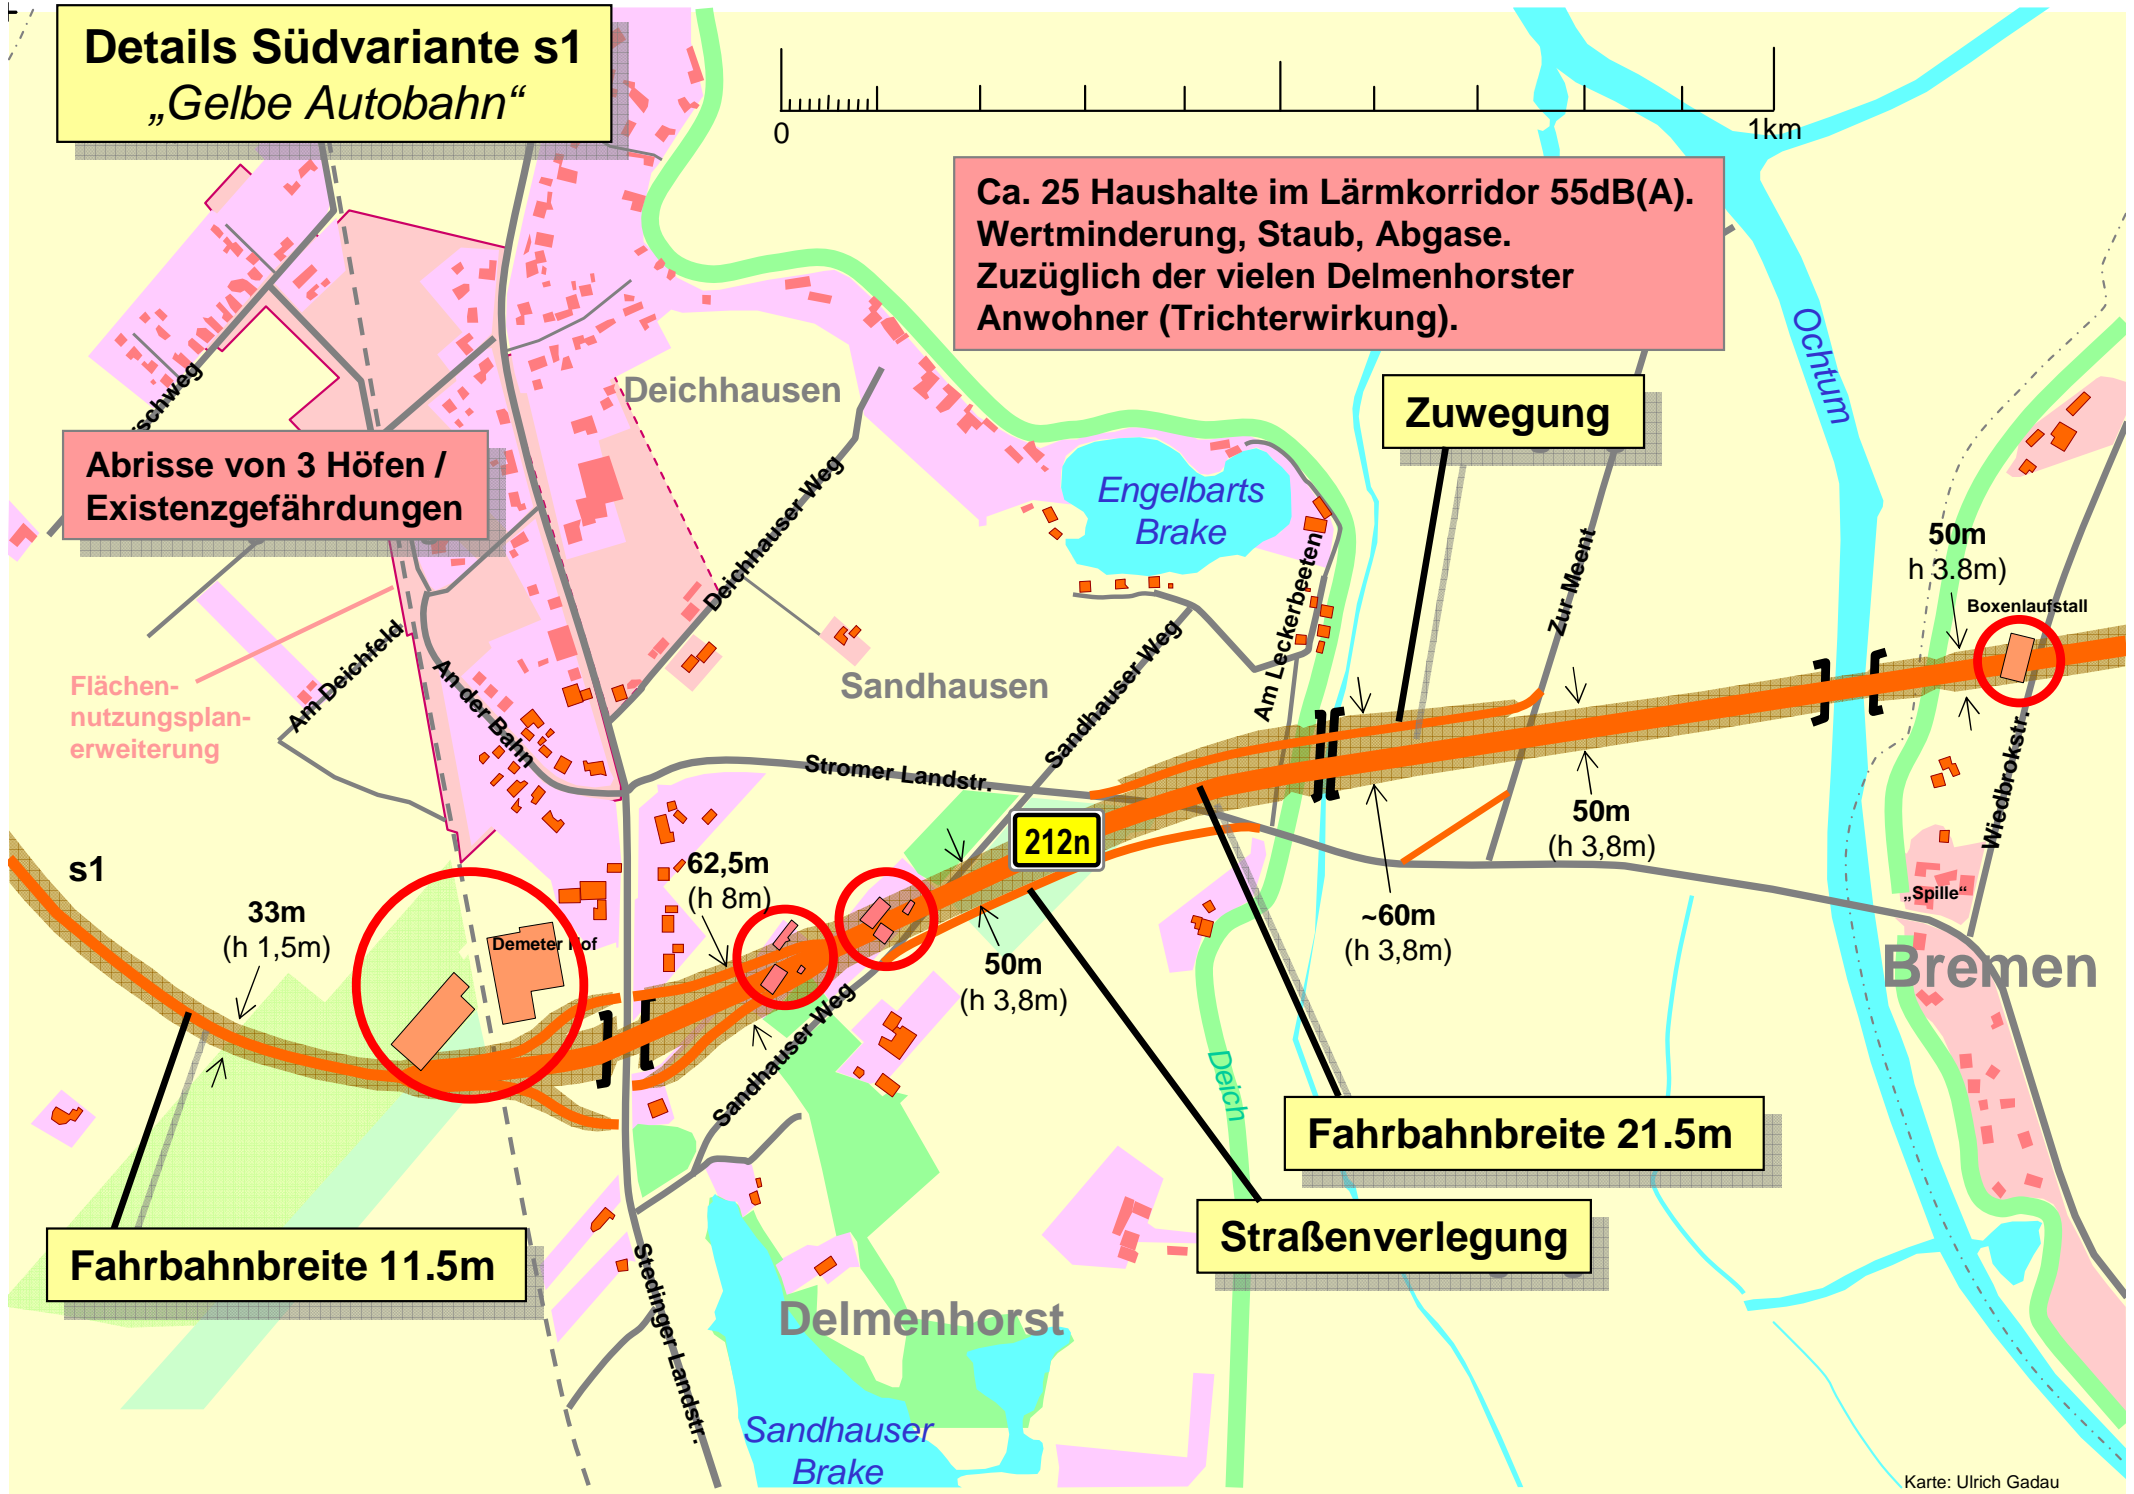 Details Südvariante s1
„Gelbe Autobahn“
0
1km
Ca. 25 Haushalte im Lärmkorridor 55dB(A).
Wertminderung, Staub, Abgase.
Zuzüglich der vielen Delmenhorster
Anwohner (Trichterwirkung).
Ochtum
Deichhausen
Zuwegung
Abrisse von 3 Höfen /
Existenzgefährdungen
Engelbarts
Brake
Deichhauser Weg
Zur Meent
50m
h 3.8m)
Boxenlaufstall
Am Leckerbeeten
Flächen-
nutzungsplan-
erweiterung
Am Deichfeld
An der Bahn
Sandhausen
Sandhauser Weg
Stromer Landstr.
Wiedbrokstr.
212n
50m
(h 3,8m)
s1
62,5m
(h 8m)
33m
(h 1,5m)
Demeter Hof
~60m
(h 3,8m)
„Spille“
Bremen
50m
(h 3,8m)
Sandhauser Weg
Deich
Fahrbahnbreite 21.5m
Straßenverlegung
Fahrbahnbreite 11.5m
Stedinger Landstr.
Delmenhorst
Sandhauser
Brake
Karte: Ulrich Gadau